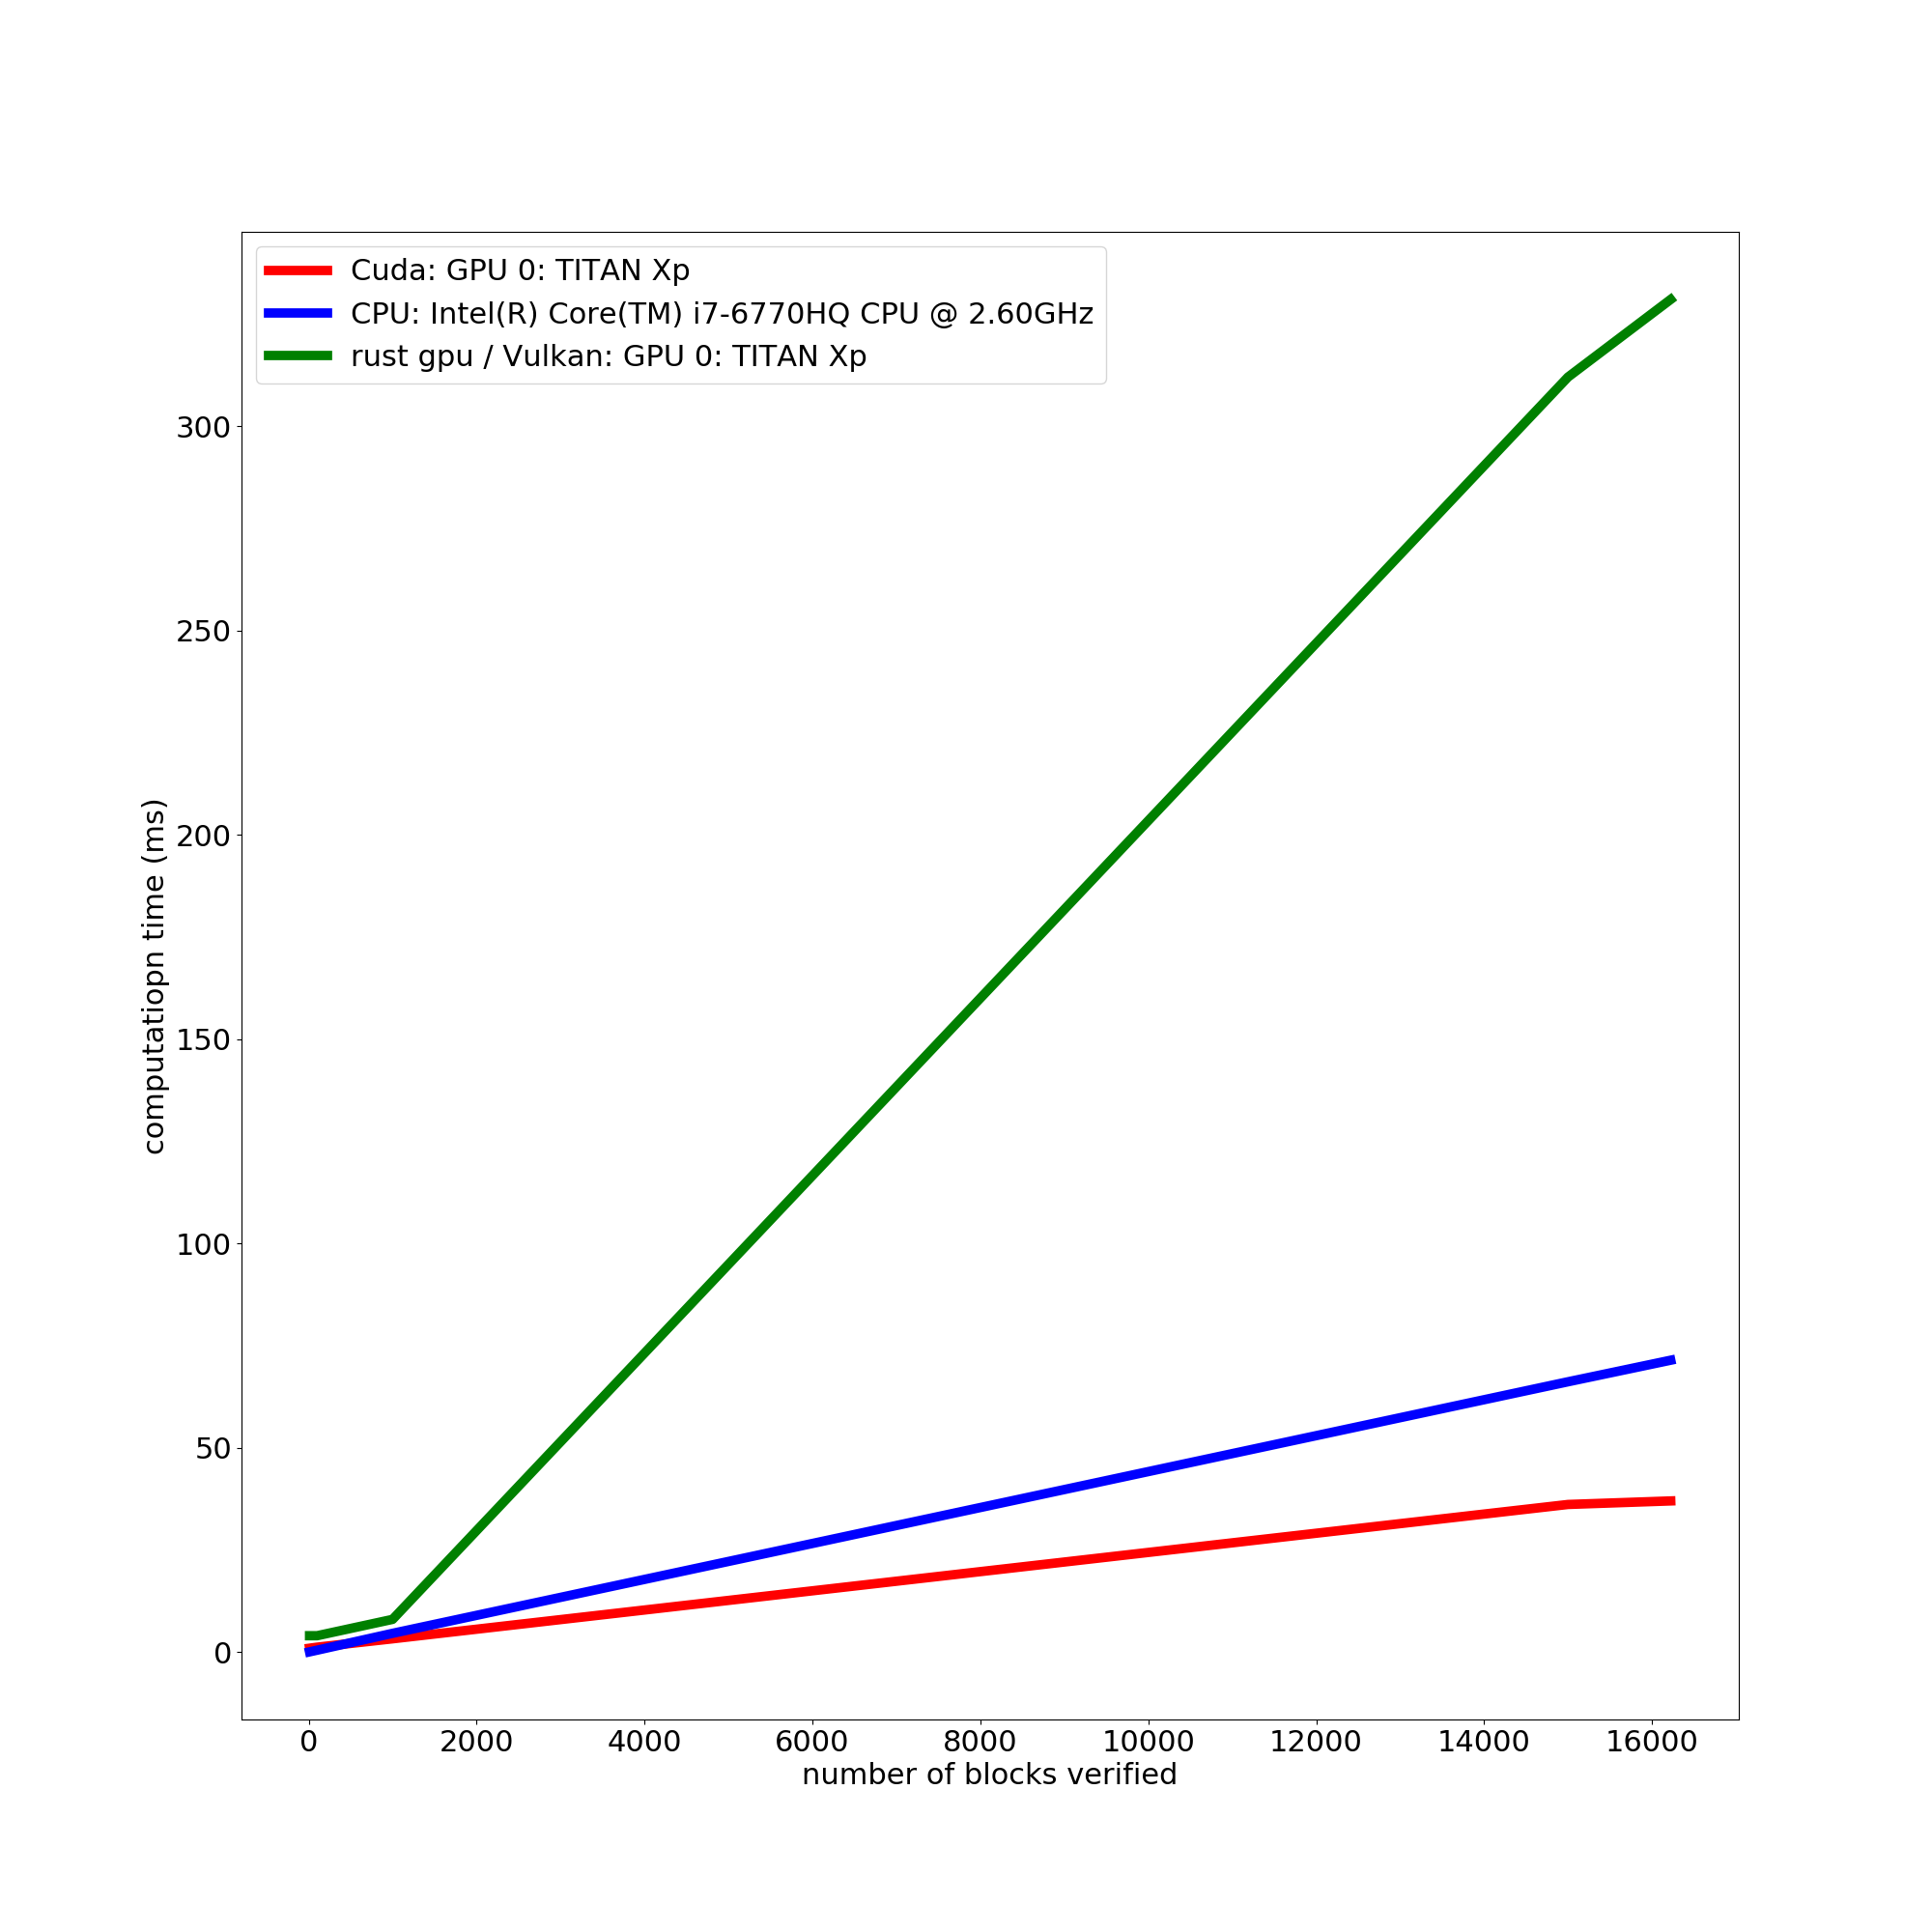 Cuda: GPU 0: TITAN Xp
CPU: Intel(R) Core(TM) i7-6770HQ CPU @ 2.60GHz
rust gpu / Vulkan: GPU 0: TITAN Xp
300
250
200
150
100
50
0
computatiopn time (ms)
0 2000 4000 6000 8000 10000 12000 14000 16000
number of blocks verified